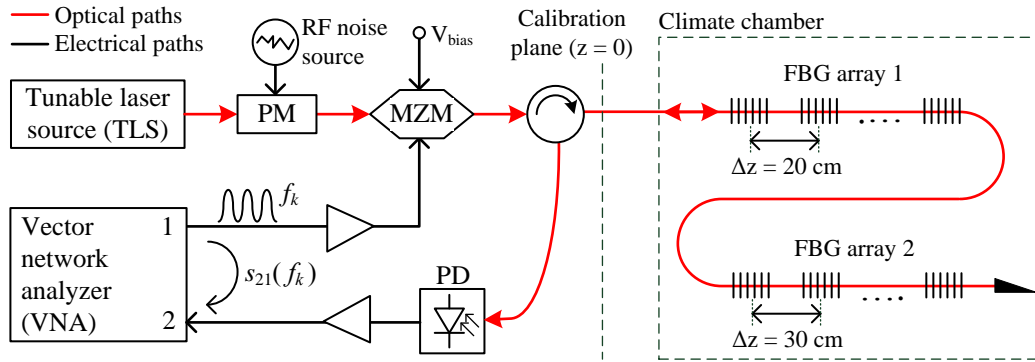 Optical paths
Electrical paths
RF noise
source
V_bias
Calibration
plane (z = 0)
Climate chamber
Tunable laser
source (TLS)
PM
MZM
FBG array 1
. . . .
Δz = 20 cm
Vector
network
analyzer
(VNA)
1
2
f_k
s_21(f_k)
PD
FBG array 2
. . . .
Δz = 30 cm